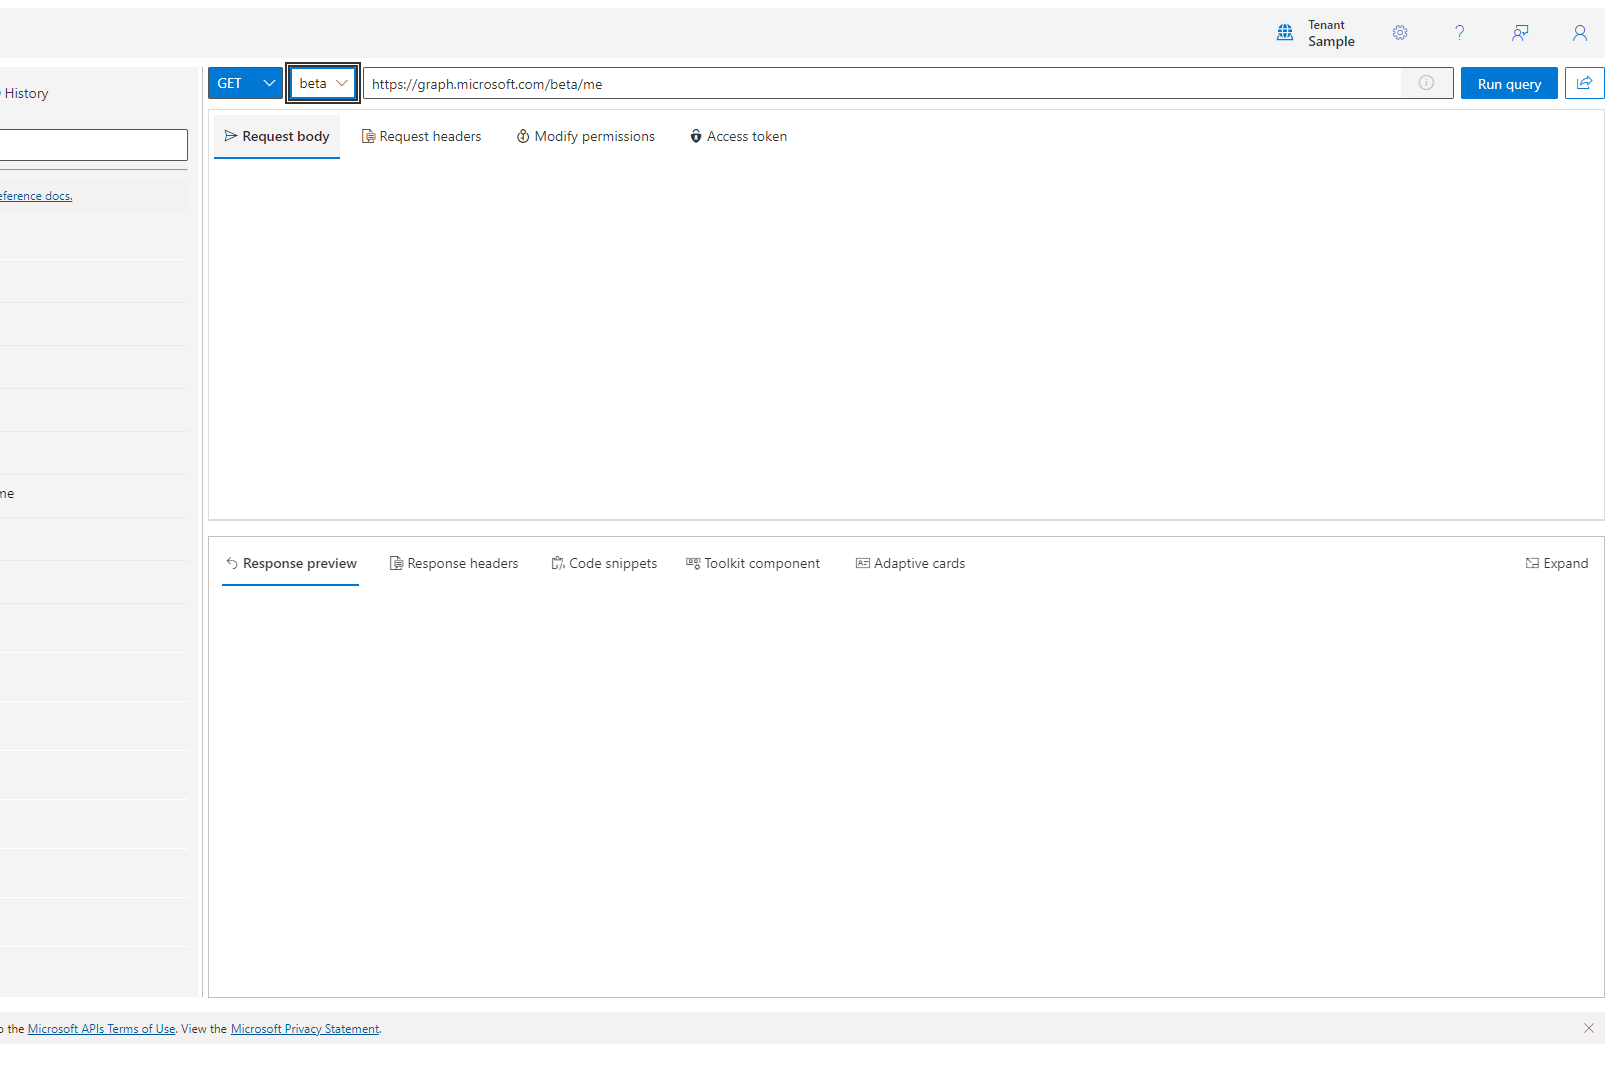 Tenant
Sample
History
GET
beta
https://graph.microsoft.com/beta/me
Run query
Request body
Request headers
Modify permissions
Access token
eference docs.
me
Response preview
Response headers
Code snippets
Toolkit component
Adaptive cards
Expand
o the Microsoft APIs Terms of Use. View the Microsoft Privacy Statement.